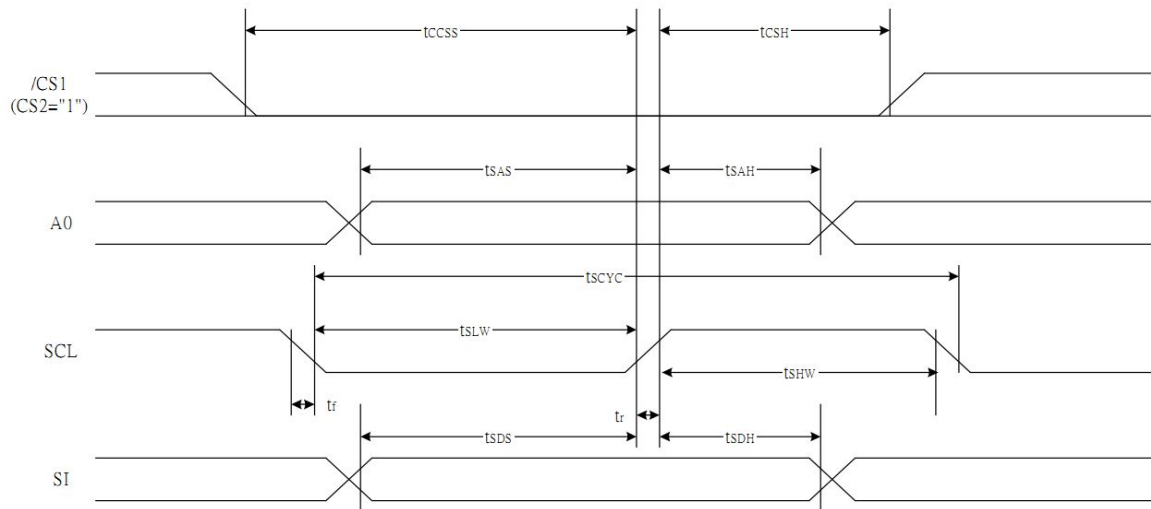 tCCSS tCSH
/CS1
(CS2="1")
tSAS tSAH
A0
tSCYC
tSLW
SCL
tSHW
tf tr
tSDS tSDH
SI